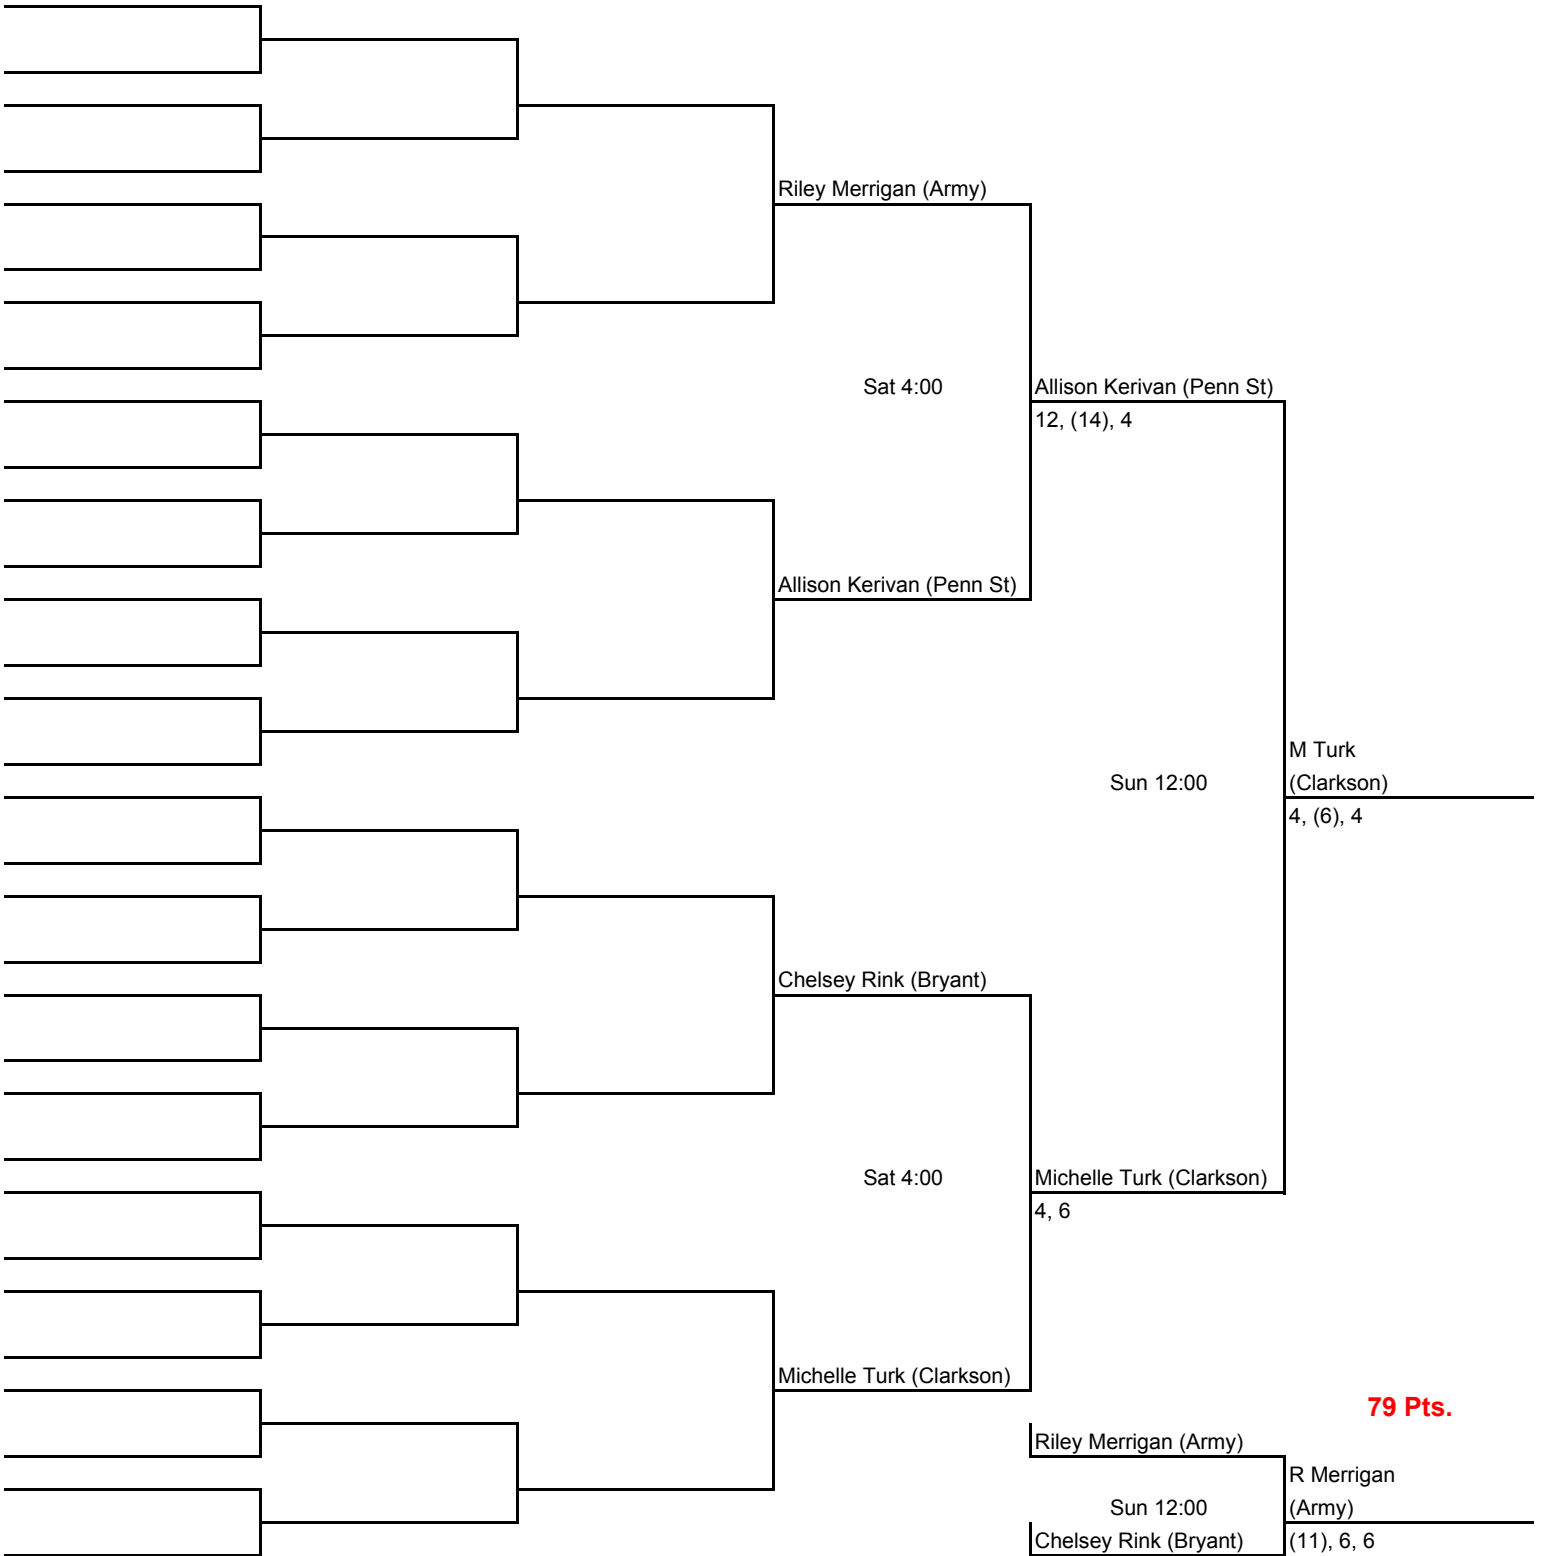 Riley Merrigan (Army)
Sat 4:00
Allison Kerivan (Penn St)
12, (14), 4
Allison Kerivan (Penn St)
M Turk
Sun 12:00
(Clarkson)
4, (6), 4
Chelsey Rink (Bryant)
Sat 4:00
Michelle Turk (Clarkson)
4, 6
Michelle Turk (Clarkson)
79 Pts.
Riley Merrigan (Army)
R Merrigan
Sun 12:00
(Army)
Chelsey Rink (Bryant)
(11), 6, 6